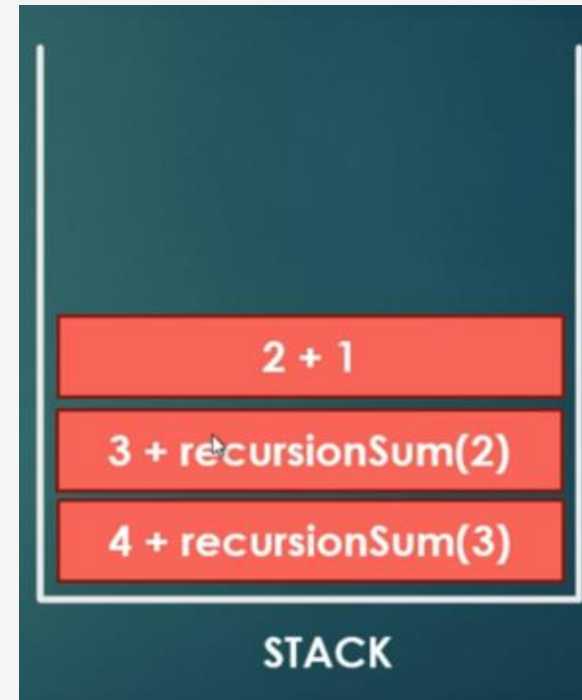 2 + 1
3 + recursionSum(2)
4 + recursionSum(3)
STACK